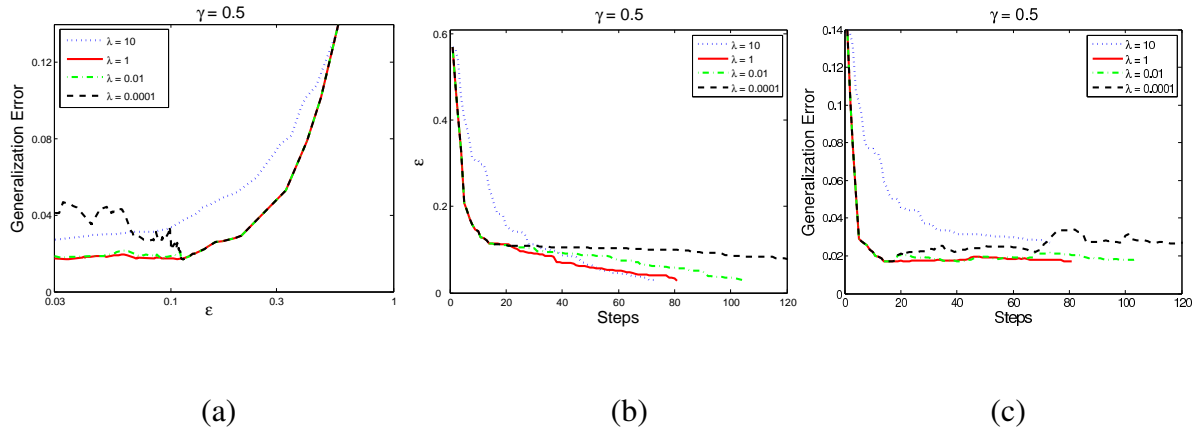 γ = 0.5
Generalization Error
0.12
0.08
0.04
0
0.03
0.1
0.3
1
ε
λ = 10
λ = 1
λ = 0.01
λ = 0.0001
(a)
γ = 0.5
ε
0.6
0.4
0.2
0
0
20
40
60
80
100
120
Steps
λ = 10
λ = 1
λ = 0.01
λ = 0.0001
(b)
γ = 0.5
Generalization Error
0.14
0.12
0.10
0.08
0.06
0.04
0.02
0
0
20
40
60
80
100
120
Steps
λ = 10
λ = 1
λ = 0.01
λ = 0.0001
(c)